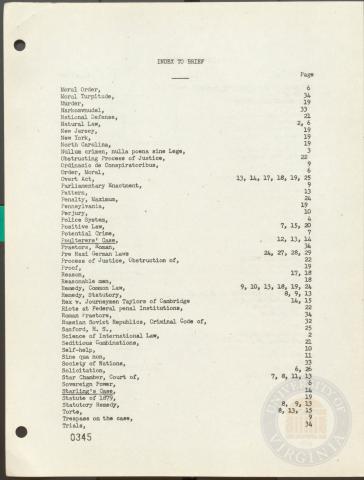 INDEX TO BRIEF
Page
Moral Order, 6
Moral Turpitude, 34
Murder, 19
Narkosemudel, 33
National Defense, 21
Natural Law, 2, 6
New Jersey, 19
New York, 19
North Carolina, 19
Nullum crimen, nulla poena sine Lege, 3
Obstructing Process of Justice, 22
Ordinacio de Conspiratoribus, 9
Order, Moral, 6
Overt Act, 13, 14, 17, 18, 19, 25
Parliamentary Enactment, 9
Pattern, 13
Penalty, Maximum, 24
Pennsylvania, 19
Perjury, 10
Police System, 4
Positive Law, 7, 15, 20
Potential Crime, 7
Poulterers' Case, 12, 13, 14
Praetors, Roman, 34
Pre Nazi German Laws 24, 27, 28, 29
Process of Justice, Obstruction of, 22
Proof, 19
Reason, 17, 18
Reasonable men, 18
Remedy, Common Law, 9, 10, 13, 18, 19, 24
Remedy, Statutory, 8, 9, 13
Rex v. Journeymen Taylors of Cambridge 14, 15
Riots at Federal penal Institutions, 22
Roman Praetors, 34
Russian Soviet Republics, Criminal Code of, 32
Sanford, E. S., 25
Science of International Law, 2
Seditious Combinations, 21
Self-help, 10
Sine qua non, 11
Society of Nations, 33
Solicitation, 6, 26
Star Chamber, Court of, 7, 8, 11, 13
Sovereign Power, 6
Starling's Case, 14
Statute of 1879, 19
Statutory Remedy, 8, 9, 13
Torts, 8, 13, 15
Trespass on the case, 9
Trials, 34
0345
UNIVERSITY OF VIRGINIA